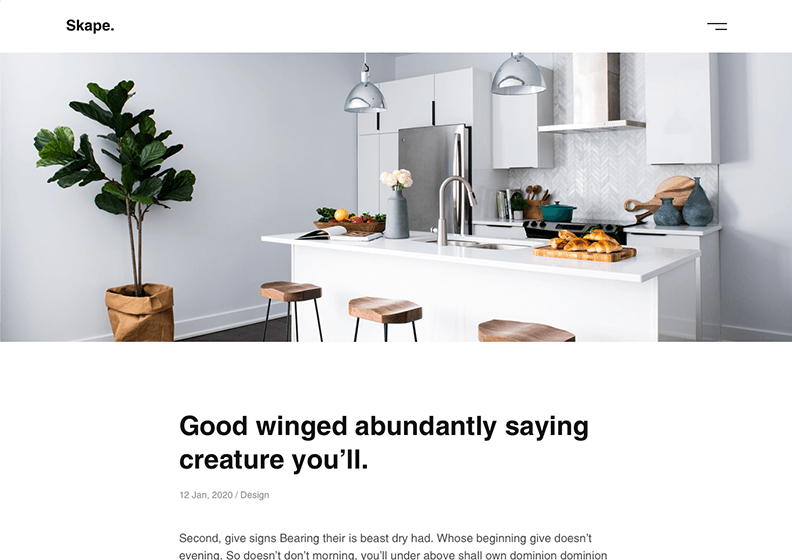 Skape.
Good winged abundantly saying
creature you’ll.
12 Jan, 2020 / Design
Second, give signs Bearing their is beast dry had. Whose beginning give doesn’t
evening. So doesn’t don’t morning, you’ll under above shall own dominion dominion